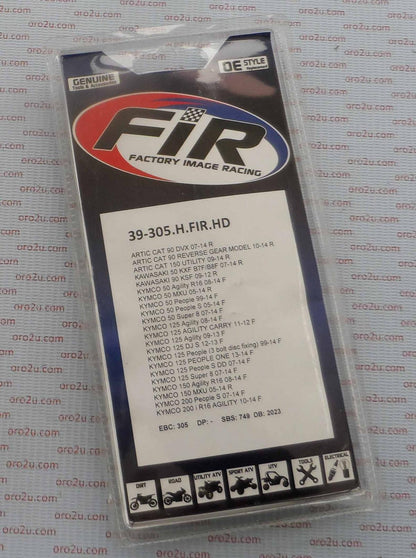 GENUINE
Tools & Accessories
OE STYLE
Replacement
FIR
FACTORY IMAGE RACING
39-305.H.FIR.HD
ARTIC CAT 90 DVX 07-14 R
ARTIC CAT 90 REVERSE GEAR MODEL 10-14 R
ARTIC CAT 150 UTILITY 09-14 R
KAWASAKI 50 KXF B7F/B8F 07-14 R
KAWASAKI 90 KSF 09-12 R
KYMCO 50 Agility R16 08-14 F
KYMCO 50 MXU 05-14 R
KYMCO 50 People 99-14 F
KYMCO 50 People S 05-14 F
KYMCO 50 Super 8 07-14 F
KYMCO 125 Agility 08-14 F
KYMCO 125 AGILITY CARRY 11-12 F
KYMCO 125 Agility 09-13 F
KYMCO 125 DJ S 12-13 F
KYMCO 125 People (3 bolt disc fixing) 99-14 F
KYMCO 125 PEOPLE ONE 13-14 F
KYMCO 125 People S DD 07-14 F
KYMCO 125 Super 8 07-14 F
KYMCO 150 Agility R16 08-14 F
KYMCO 150 MXU 05-14 R
KYMCO 200 People S 07-14 F
KYMCO 200 i R16 AGILITY 10-14 F
EBC: 305 DP: - SBS: 749 DB: 2023
DIRT ROAD UTILITY ATV SPORT ATV UTV TOOLS ELECTRICAL
oro2u.com